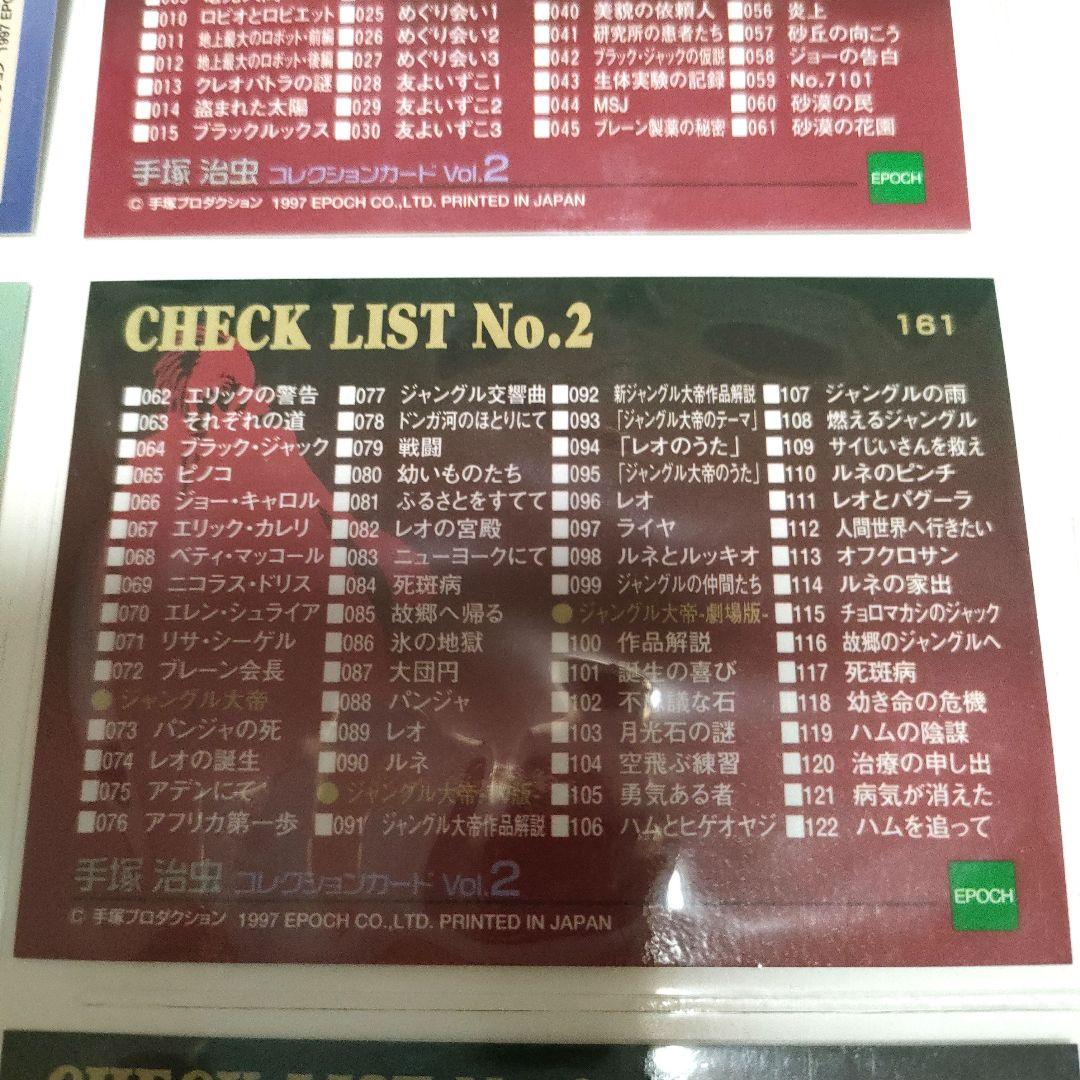 010 ロビオとロビエット
011 地上最大のロボット・前編
012 地上最大のロボット・後編
013 クレオパトラの謎
014 盗まれた太陽
015 ブラックルックス
025 めぐり会い1
026 めぐり会い2
027 めぐり会い3
028 友よいずこ1
029 友よいずこ2
030 友よいずこ3
040 美貌の依頼人
041 研究所の患者たち
042 ブラック・ジャックの仮説
043 生体実験の記録
044 MSJ
045 ブレーン製薬の秘密
056 炎上
057 砂丘の向こう
058 ジョーの告白
059 No.7101
060 砂漠の民
061 砂漠の花園
手塚 治虫 コレクションカード Vol.2
EPOCH
© 手塚プロダクション 1997 EPOCH CO.,LTD. PRINTED IN JAPAN
CHECK LIST No.2
161
062 エリックの警告
063 それぞれの道
064 ブラック・ジャック
065 ピノコ
066 ジョー・キャロル
067 エリック・カレリ
068 ベティ・マッコール
069 ニコラス・ドリス
070 エレン・シュライア
071 リサ・シーゲル
072 ブレーン会長
● ジャングル大帝
073 パンジャの死
074 レオの誕生
075 アデンにて
076 アフリカ第一歩
077 ジャングル交響曲
078 ドンガ河のほとりにて
079 戦闘
080 幼いものたち
081 ふるさとをすてて
082 レオの宮殿
083 ニューヨークにて
084 死斑病
085 故郷へ帰る
086 氷の地獄
087 大団円
088 パンジャ
089 レオ
090 ルネ
● ジャングル大帝
091 ジャングル大帝作品解説
092 新ジャングル大帝作品解説
093 「ジャングル大帝のテーマ」
094 「レオのうた」
095 「ジャングル大帝のうた」
096 レオ
097 ライヤ
098 ルネとルッキオ
099 ジャングルの仲間たち
● ジャングル大帝-劇場版-
100 作品解説
101 誕生の喜び
102 不思議な石
103 月光石の謎
104 空飛ぶ練習
105 勇気ある者
106 ハムとヒゲオヤジ
107 ジャングルの雨
108 燃えるジャングル
109 サイじいさんを救え
110 ルネのピンチ
111 レオとパグーラ
112 人間世界へ行きたい
113 オフクロサン
114 ルネの家出
115 チョロマカシのジャック
116 故郷のジャングルへ
117 死斑病
118 幼き命の危機
119 ハムの陰謀
120 治療の申し出
121 病気が消えた
122 ハムを追って
手塚 治虫 コレクションカード Vol.2
EPOCH
© 手塚プロダクション 1997 EPOCH CO.,LTD. PRINTED IN JAPAN